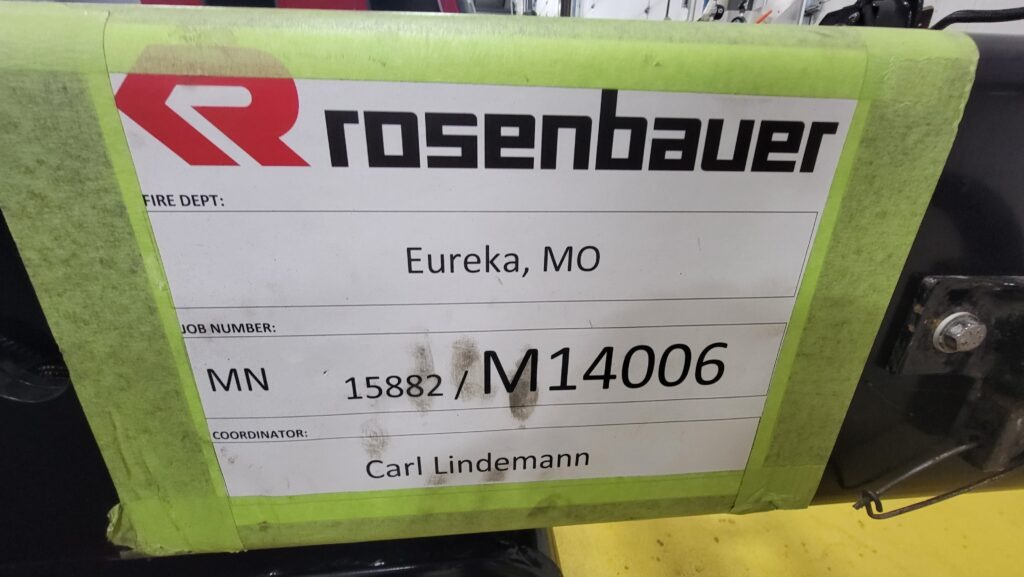 rosenbauer
FIRE DEPT:
Eureka, MO
JOB NUMBER:
MN 15882 / M14006
COORDINATOR:
Carl Lindemann